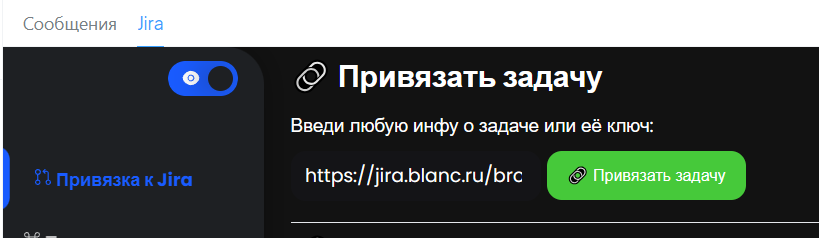 Сообщения Jira
Привязать задачу
Введи любую инфу о задаче или её ключ:
https://jira.blanc.ru/brc Привязать задачу
Привязка к Jira